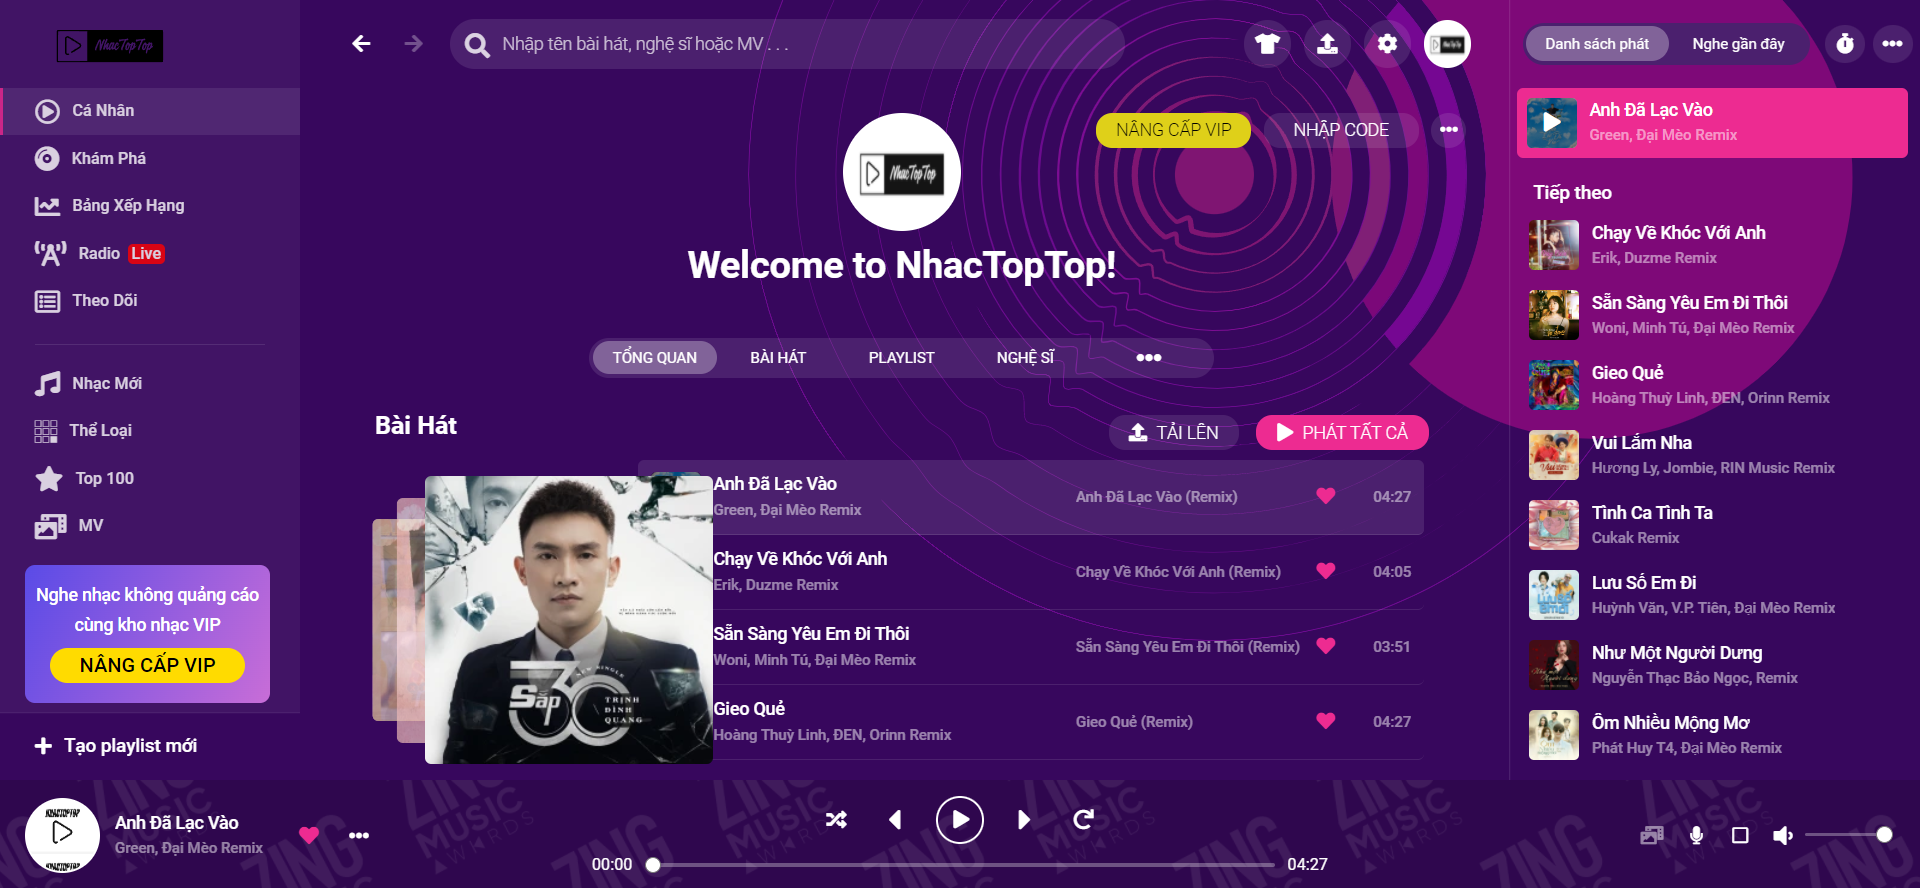 NhacTopTop
Cá Nhân
Khám Phá
Bảng Xếp Hạng
Radio Live
Theo Dõi
Nhạc Mới
Thể Loại
Top 100
MV
Nghe nhạc không quảng cáo
cùng kho nhạc VIP
NÂNG CẤP VIP
Tạo playlist mới
Nhập tên bài hát, nghệ sĩ hoặc MV . . .
NÂNG CẤP VIP
NHẬP CODE
NhacTopTop
Welcome to NhacTopTop!
TỔNG QUAN
BÀI HÁT
PLAYLIST
NGHỆ SĨ
Bài Hát
TẢI LÊN
PHÁT TẤT CẢ
NEW SINGLE
Sắp 30
TRỊNH
ĐÌNH
QUANG
Anh Đã Lạc Vào
Green, Đại Mèo Remix
Anh Đã Lạc Vào (Remix)
04:27
Chạy Về Khóc Với Anh
Erik, Duzme Remix
Chạy Về Khóc Với Anh (Remix)
04:05
Sẵn Sàng Yêu Em Đi Thôi
Woni, Minh Tú, Đại Mèo Remix
Sẵn Sàng Yêu Em Đi Thôi (Remix)
03:51
Gieo Quẻ
Hoàng Thuỳ Linh, ĐEN, Orinn Remix
Gieo Quẻ (Remix)
04:27
Danh sách phát
Nghe gần đây
Anh Đã Lạc Vào
Green, Đại Mèo Remix
Tiếp theo
Chạy Về Khóc Với Anh
Erik, Duzme Remix
Sẵn Sàng Yêu Em Đi Thôi
Woni, Minh Tú, Đại Mèo Remix
Gieo Quẻ
Hoàng Thuỳ Linh, ĐEN, Orinn Remix
Vui Lắm Nha
Hương Ly, Jombie, RIN Music Remix
Tình Ca Tình Ta
Cukak Remix
Lưu Số Em Đi
Huỳnh Văn, V.P. Tiên, Đại Mèo Remix
Như Một Người Dưng
Nguyễn Thạc Bảo Ngọc, Remix
Ôm Nhiều Mộng Mơ
Phát Huy T4, Đại Mèo Remix
NHACTOPTOP
Anh Đã Lạc Vào
Green, Đại Mèo Remix
00:00
04:27
ZING
MUSIC
AWARDS